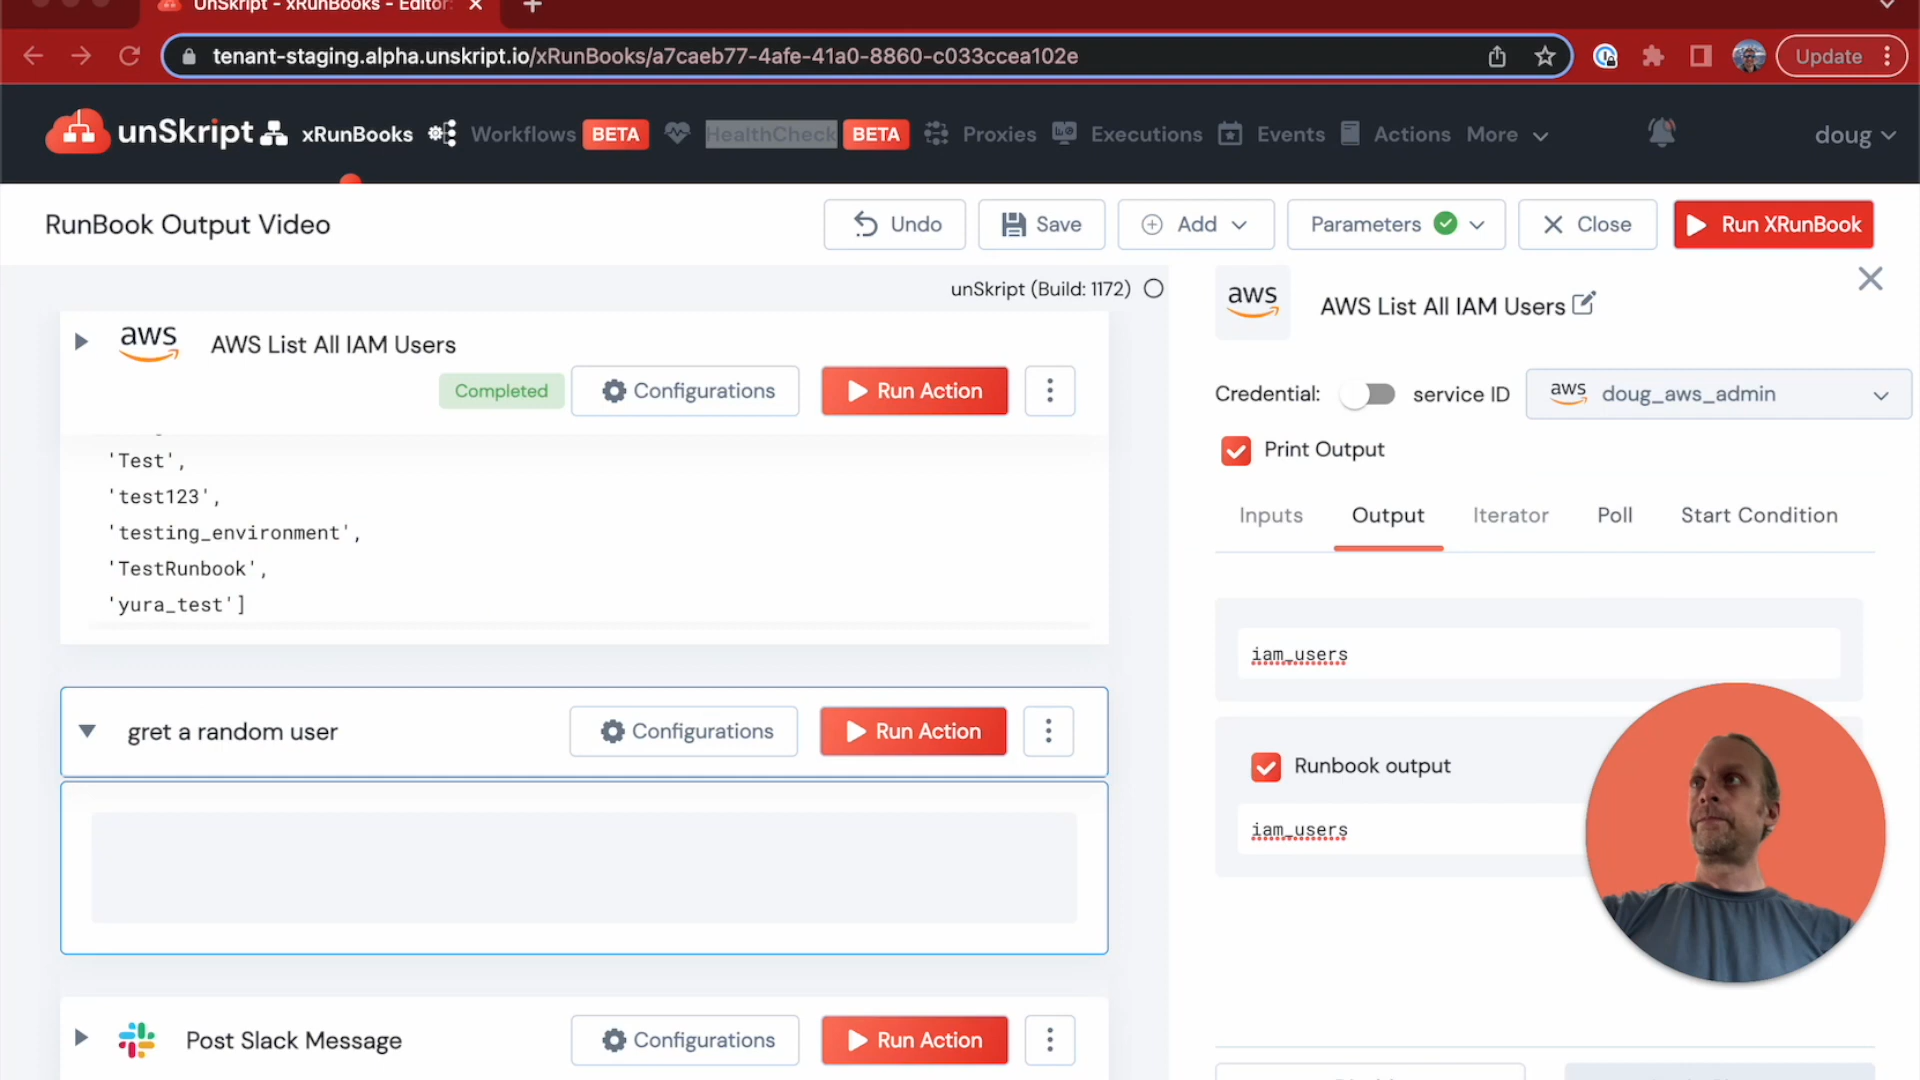 UnSkript - xRunBooks - Editor:
tenant-staging.alpha.unskript.io/xRunBooks/a7caeb77-4afe-41a0-8860-c033ccea102e
Update
unSkript
xRunBooks
Workflows BETA
HealthCheck BETA
Proxies
Executions
Events
Actions
More
doug
RunBook Output Video
Undo
Save
Add
Parameters
Close
Run XRunBook
unSkript (Build: 1172)
aws
AWS List All IAM Users
Completed
Configurations
Run Action
'Test',
'test123',
'testing_environment',
'TestRunbook',
'yura_test']
gret a random user
Configurations
Run Action
Post Slack Message
Configurations
Run Action
aws
AWS List All IAM Users
Credential:
service ID
aws
doug_aws_admin
Print Output
Inputs
Output
Iterator
Poll
Start Condition
iam_users
Runbook output
iam_users